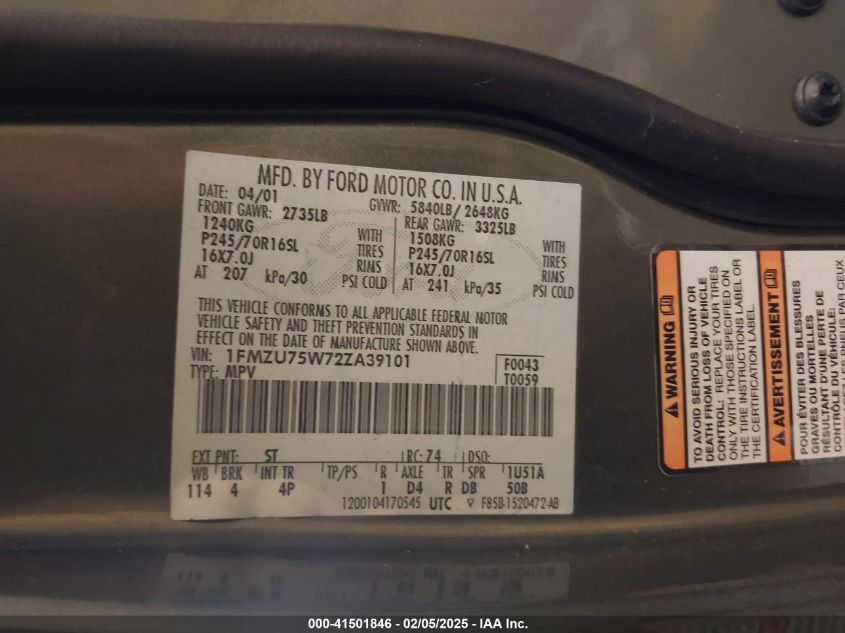 MFD. BY FORD MOTOR CO. IN U.S.A.
DATE: 04/01 GVWR: 5840LB/ 2648KG
FRONT GAWR: 2735LB REAR GAWR: 3325LB
1240KG WITH 1508KG WITH
P245/70R16SL TIRES P245/70R16SL TIRES
16X7.0J RIMS 16X7.0J RIMS
AT 207 kPa/30 PSI COLD AT 241 kPa/35 PSI COLD
THIS VEHICLE CONFORMS TO ALL APPLICABLE FEDERAL MOTOR
VEHICLE SAFETY AND THEFT PREVENTION STANDARDS IN
EFFECT ON THE DATE OF MANUFACTURE SHOWN ABOVE.
VIN: 1FMZU75W72ZA39101 F0043
TYPE: MPV T0059
EXT PNT: ST RC: 74 DSO:
WB BRK INT TR TP/PS R AXLE TR SPR 1U51A
114 4 4P 1 D4 R DB 50B
1200104170545 UTC F85B-1520472-AB
WARNING
TO AVOID SERIOUS INJURY OR
DEATH FROM LOSS OF VEHICLE
CONTROL: REPLACE YOUR TIRES
ONLY WITH THOSE SPECIFIED ON
THE TIRE INSTRUCTIONS LABEL OR
THE CERTIFICATION LABEL.
AVERTISSEMENT
POUR ÉVITER DES BLESSURES
GRAVES OU MORTELLES
RÉSULTANT D'UNE PERTE DE
CONTRÔLE DU VÉHICULE:
000-41501846 - 02/05/2025 - IAA Inc.